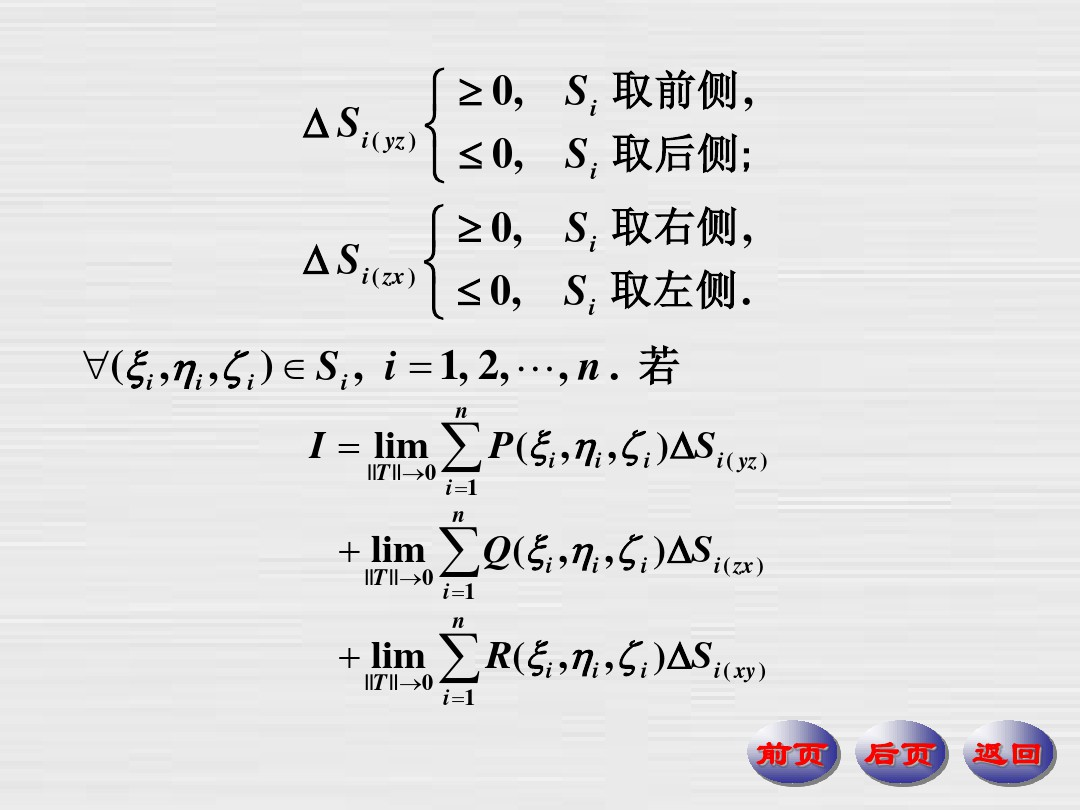 ΔS_{i(yz)} { ≥ 0, S_i 取前侧,
≤ 0, S_i 取后侧;
ΔS_{i(zx)} { ≥ 0, S_i 取右侧,
≤ 0, S_i 取左侧.
∀(ξ_i,η_i,ζ_i) ∈ S_i, i = 1, 2, ⋯, n . 若
I = lim_{||T||→0} ∑_{i=1}^{n} P(ξ_i,η_i,ζ_i)ΔS_{i(yz)}
+ lim_{||T||→0} ∑_{i=1}^{n} Q(ξ_i,η_i,ζ_i)ΔS_{i(zx)}
+ lim_{||T||→0} ∑_{i=1}^{n} R(ξ_i,η_i,ζ_i)ΔS_{i(xy)}
前页 后页 返回